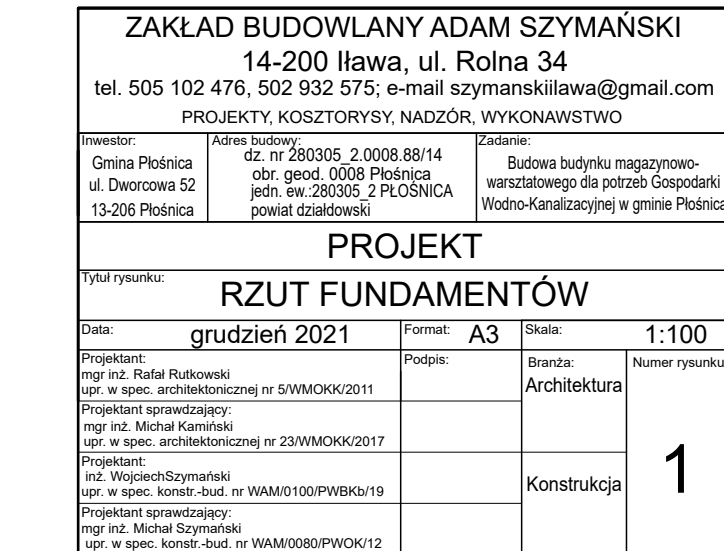 ZAKŁAD BUDOWLANY ADAM SZYMAŃSKI
14-200 Iława, ul. Rolna 34
tel. 505 102 476, 502 932 575; e-mail szymanskiilawa@gmail.com
PROJEKTY, KOSZTORYSY, NADZÓR, WYKONAWSTWO
Inwestor:
Gmina Płośnica
ul. Dworcowa 52
13-206 Płośnica
Adres budowy:
dz. nr 280305_2.0008.88/14
obr. geod. 0008 Płośnica
jedn. ew.:280305_2 PŁOŚNICA
powiat działdowski
Zadanie:
Budowa budynku magazynowo-
warsztatowego dla potrzeb Gospodarki
Wodno-Kanalizacyjnej w gminie Płośnica
PROJEKT
Tytuł rysunku:
RZUT FUNDAMENTÓW
Data: grudzień 2021
Format: A3
Skala: 1:100
Projektant:
mgr inż. Rafał Rutkowski
upr. w spec. architektonicznej nr 5/WMOKK/2011
Podpis:
Branża:
Architektura
Numer rysunku
1
Projektant sprawdzający:
mgr inż. Michał Kamiński
upr. w spec. architektonicznej nr 23/WMOKK/2017
Projektant:
inż. WojciechSzymański
upr. w spec. konstr.-bud. nr WAM/0100/PWBKb/19
Konstrukcja
Projektant sprawdzający:
mgr inż. Michał Szymański
upr. w spec. konstr.-bud. nr WAM/0080/PWOK/12